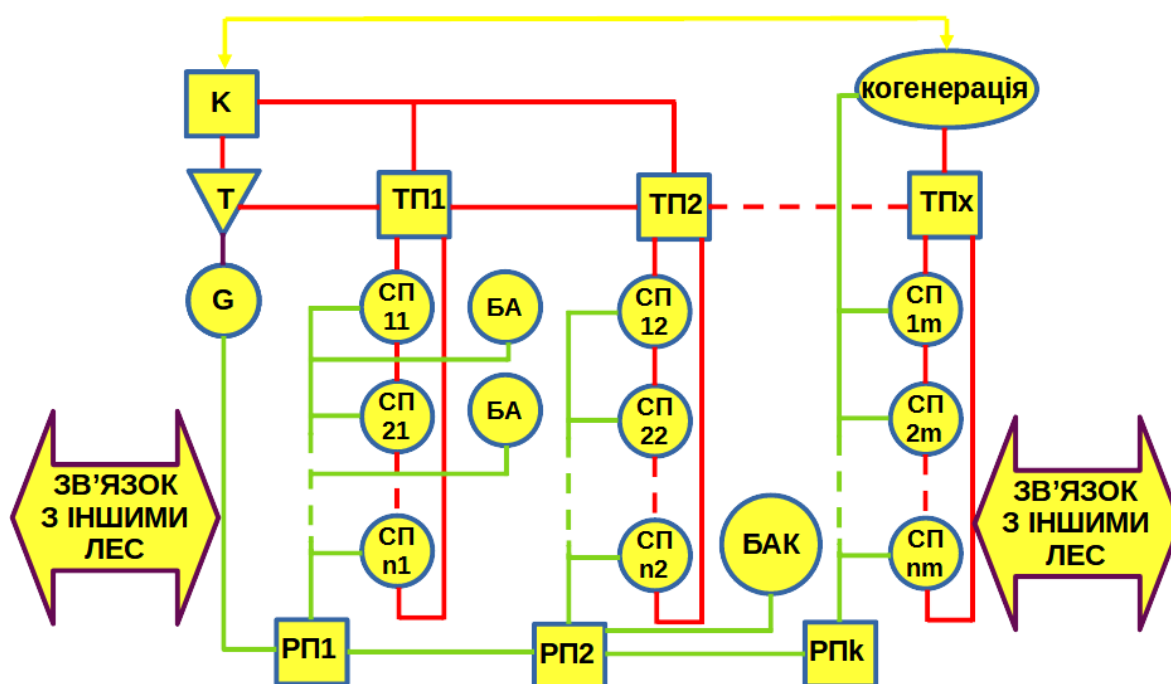 К
когенерація
Т
ТП1
ТП2
ТПх
G
СП
11
БА
СП
12
СП
1m
СП
21
БА
СП
22
СП
2m
ЗВ’ЯЗОК
З ІНШИМИ
ЛЕС
ЗВ’ЯЗОК
З ІНШИМИ
ЛЕС
СП
n1
СП
n2
БАК
СП
nm
РП1
РП2
РПk